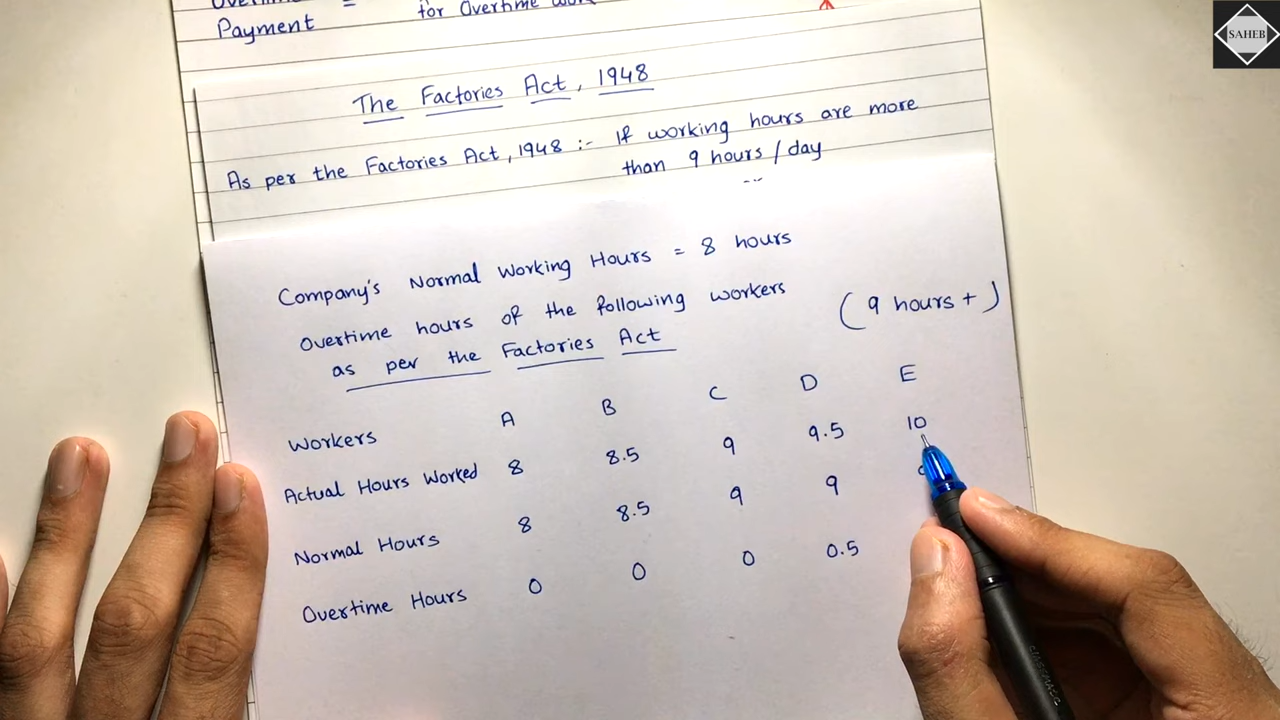 Payment =
for Overtime
SAHEB
The Factories Act, 1948
As per the Factories Act, 1948 :- If working hours are more
than 9 hours / day
Company's Normal Working Hours = 8 hours
Overtime hours of the following workers
as per the Factories Act
( 9 hours + )
Workers A B C D E
Actual Hours Worked 8 8.5 9 9.5 10
Normal Hours 8 8.5 9 9
Overtime Hours 0 0 0 0.5